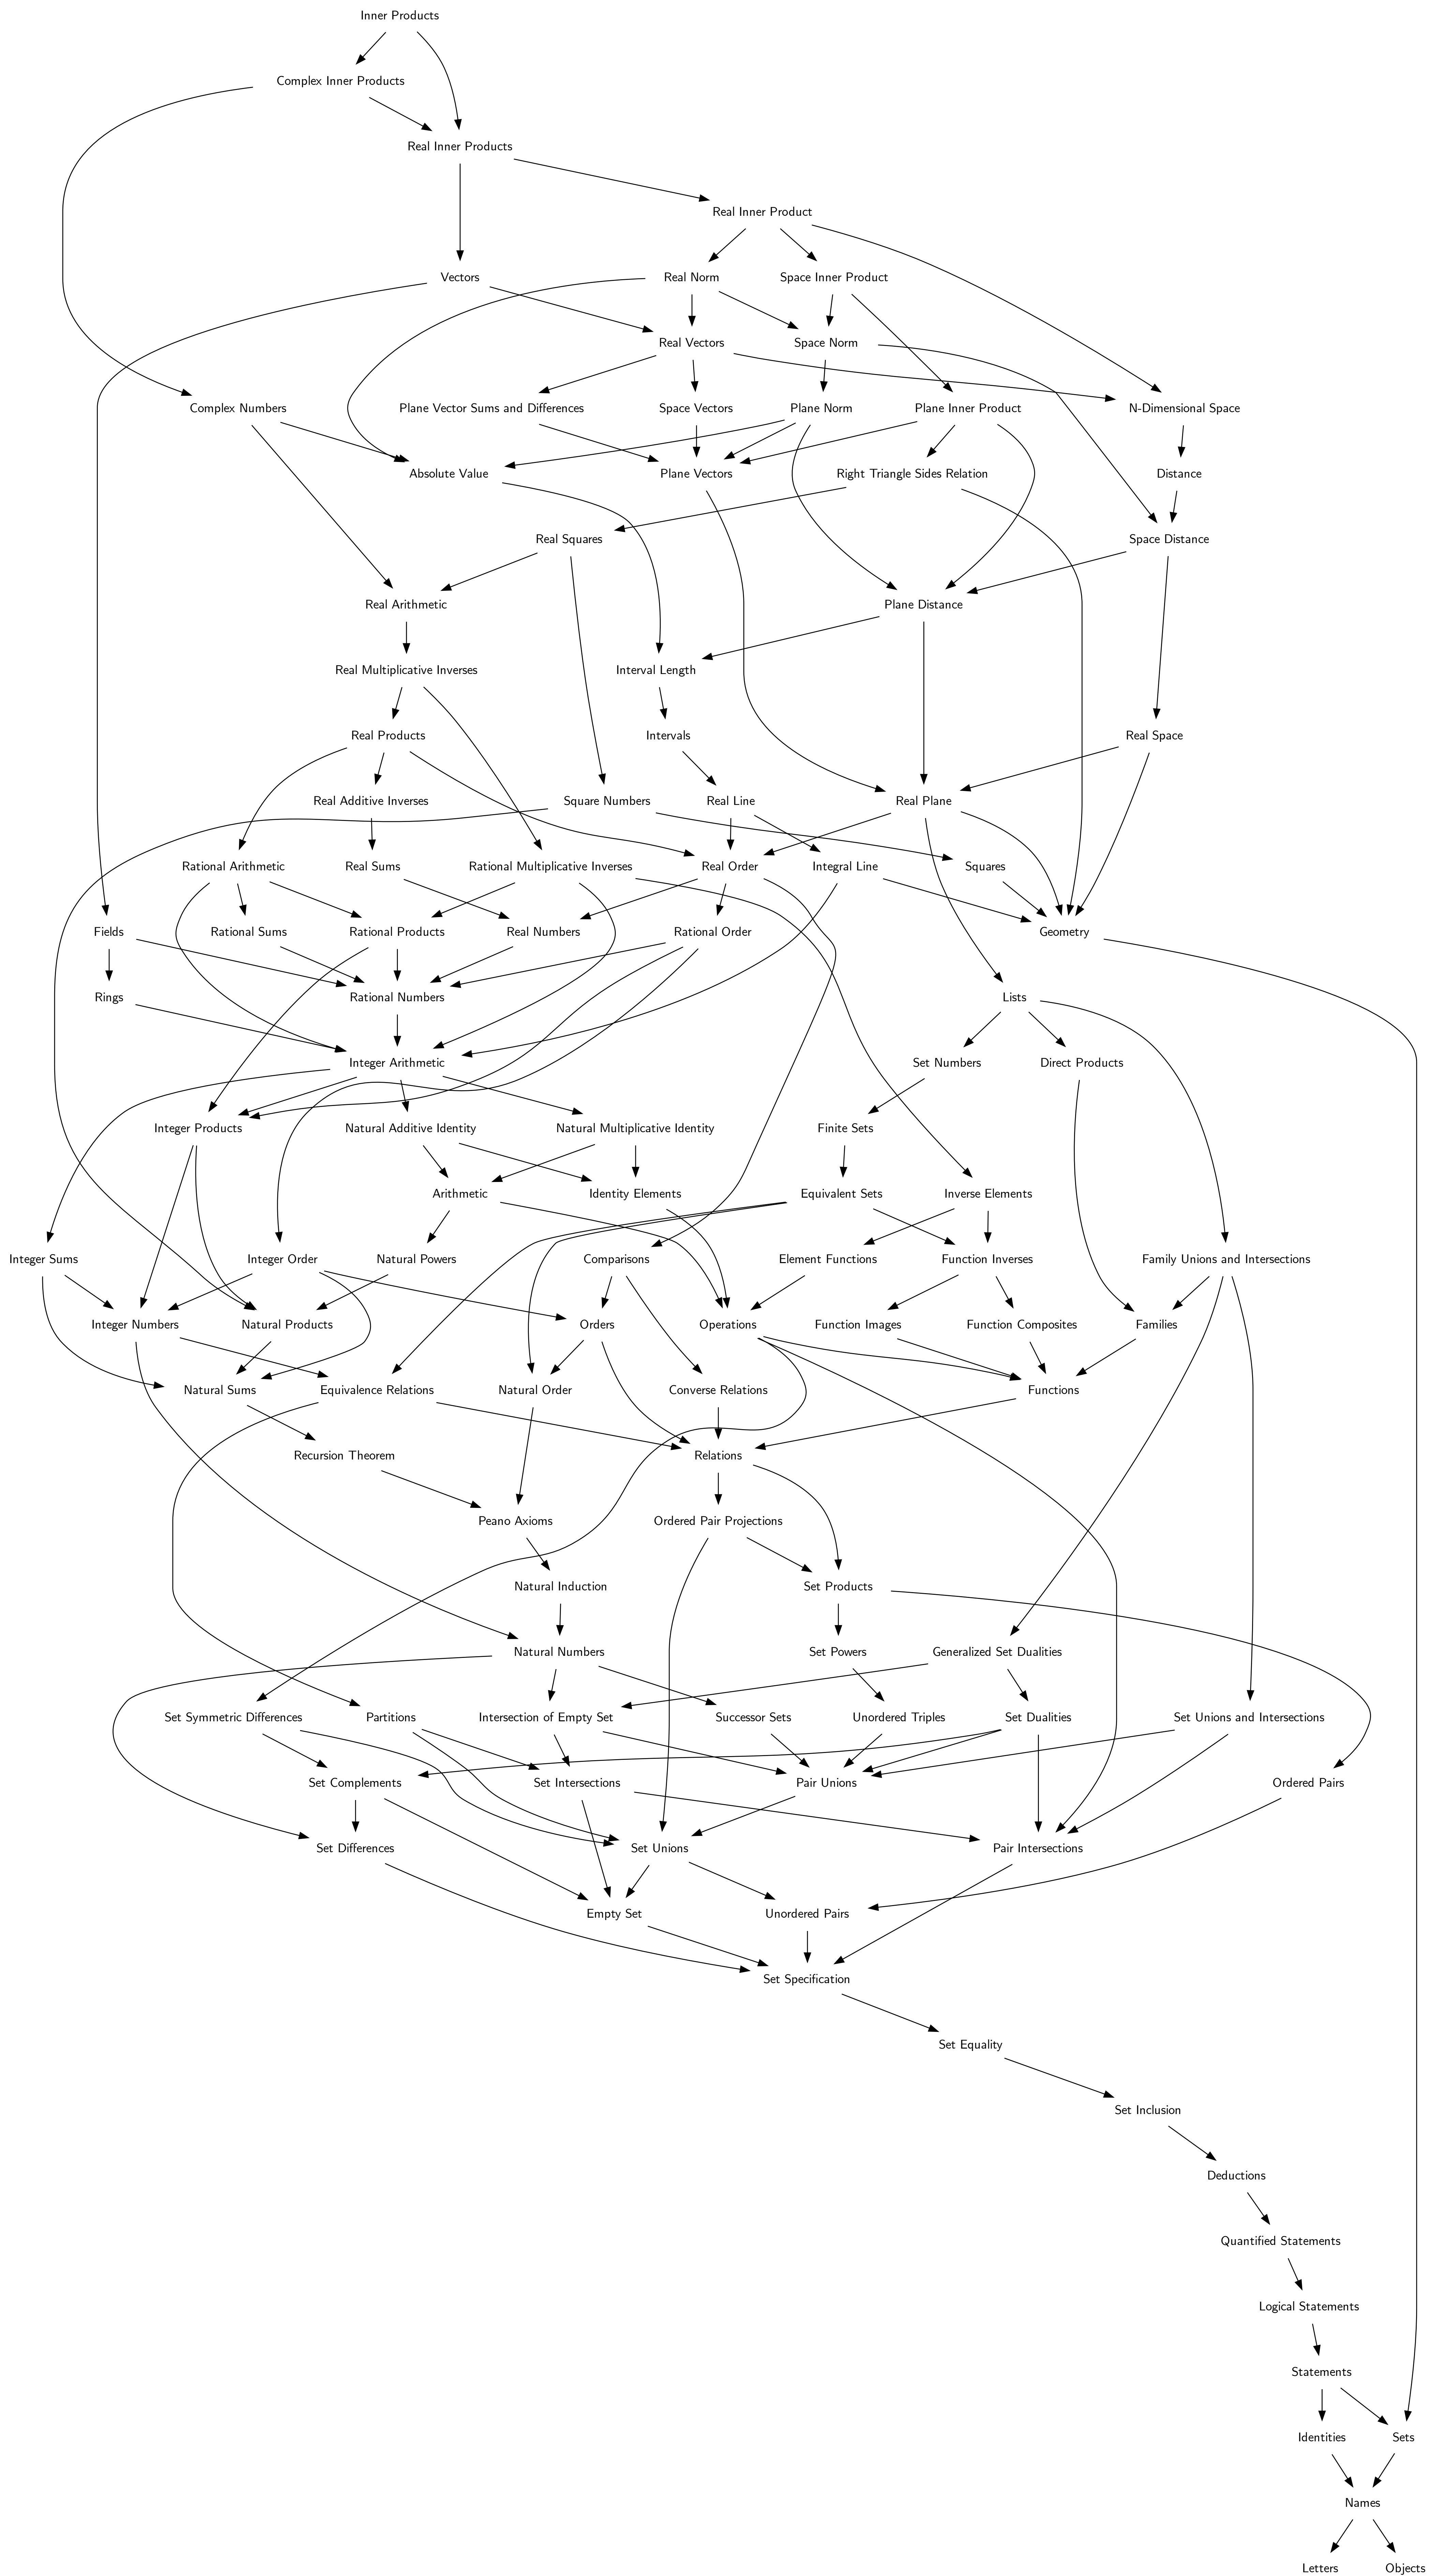 Inner Products
Complex Inner Products
Real Inner Products
Real Inner Product
Vectors
Real Norm
Space Inner Product
Real Vectors
Space Norm
Complex Numbers
Plane Vector Sums and Differences
Space Vectors
Plane Norm
Plane Inner Product
N-Dimensional Space
Absolute Value
Plane Vectors
Right Triangle Sides Relation
Distance
Real Squares
Space Distance
Real Arithmetic
Plane Distance
Real Multiplicative Inverses
Interval Length
Real Products
Intervals
Real Space
Real Additive Inverses
Square Numbers
Real Line
Real Plane
Rational Arithmetic
Real Sums
Rational Multiplicative Inverses
Real Order
Integral Line
Squares
Fields
Rational Sums
Rational Products
Real Numbers
Rational Order
Geometry
Rings
Rational Numbers
Lists
Integer Arithmetic
Set Numbers
Direct Products
Integer Products
Natural Additive Identity
Natural Multiplicative Identity
Finite Sets
Arithmetic
Identity Elements
Equivalent Sets
Inverse Elements
Integer Sums
Integer Order
Natural Powers
Comparisons
Element Functions
Function Inverses
Family Unions and Intersections
Integer Numbers
Natural Products
Orders
Operations
Function Images
Function Composites
Families
Natural Sums
Equivalence Relations
Natural Order
Converse Relations
Functions
Recursion Theorem
Relations
Peano Axioms
Ordered Pair Projections
Natural Induction
Set Products
Natural Numbers
Set Powers
Generalized Set Dualities
Set Symmetric Differences
Partitions
Intersection of Empty Set
Successor Sets
Unordered Triples
Set Dualities
Set Unions and Intersections
Set Complements
Set Intersections
Pair Unions
Ordered Pairs
Set Differences
Set Unions
Pair Intersections
Empty Set
Unordered Pairs
Set Specification
Set Equality
Set Inclusion
Deductions
Quantified Statements
Logical Statements
Statements
Identities
Sets
Names
Letters
Objects